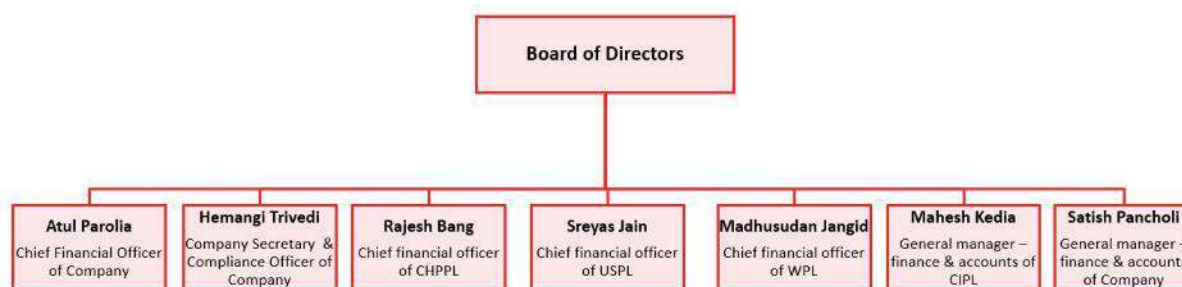 Board of Directors
Atul Parolia
Chief Financial Officer
of Company
Hemangi Trivedi
Company Secretary &
Compliance Officer of
Company
Rajesh Bang
Chief financial officer
of CHPPL
Sreyas Jain
Chief financial officer
of USPL
Madhusudan Jangid
Chief financial officer
of WPL
Mahesh Kedia
General manager –
finance & accounts of
CIPL
Satish Pancholi
General manager –
finance & accounts
of Company